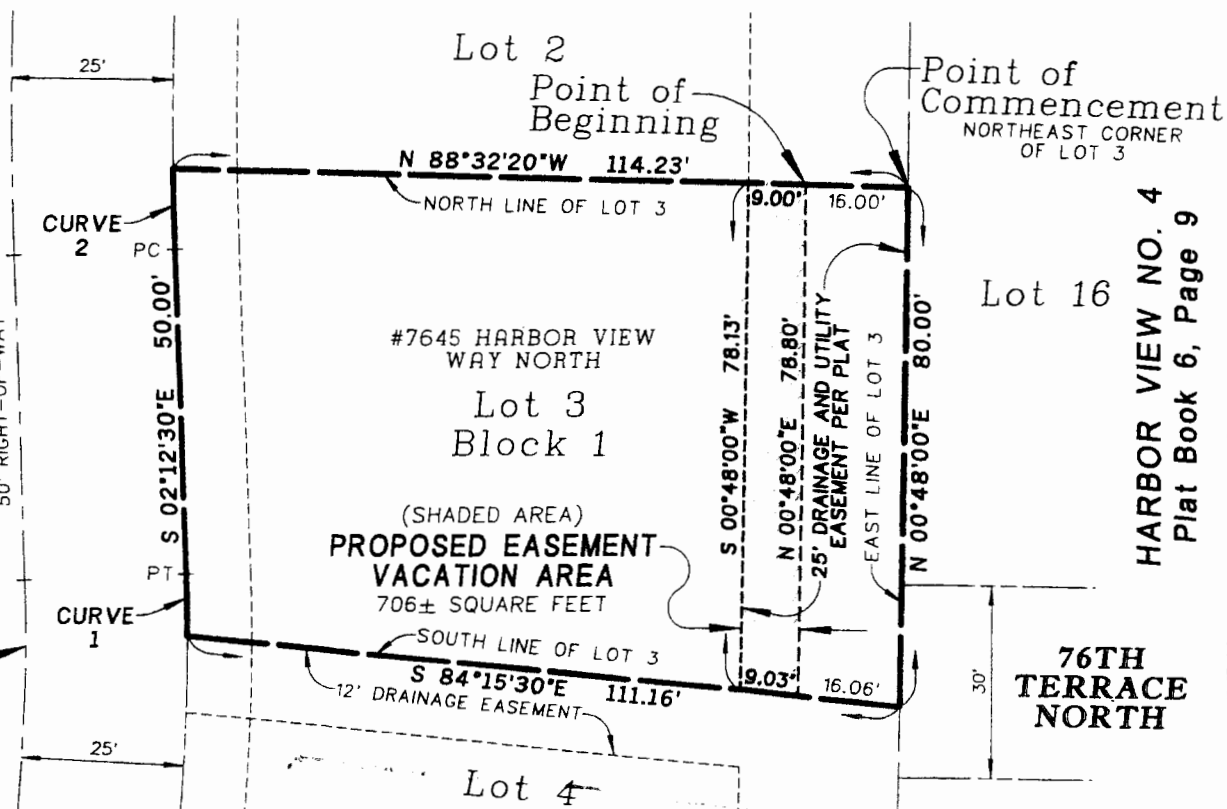 25'
Lot 2
Point of
Beginning
Point of
Commencement
NORTHEAST CORNER
OF LOT 3
N 88°32'20"W 114.23'
NORTH LINE OF LOT 3
9.00'
16.00'
CURVE
2
PC
50' RIGHT-OF-WAY
S 02°12'30"E 50.00'
#7645 HARBOR VIEW
WAY NORTH
Lot 3
Block 1
S 00°48'00"W 78.13'
N 00°48'00"E 78.80'
25' DRAINAGE AND UTILITY
EASEMENT PER PLAT
EAST LINE OF LOT 3
N 00°48'00"E 80.00'
Lot 16
HARBOR VIEW NO. 4
Plat Book 6, Page 9
(SHADED AREA)
PROPOSED EASEMENT
VACATION AREA
706± SQUARE FEET
PT
CURVE
1
SOUTH LINE OF LOT 3
S 84°15'30"E 111.16'
9.03'
16.06'
12' DRAINAGE EASEMENT
30'
76TH
TERRACE
NORTH
25'
Lot 4